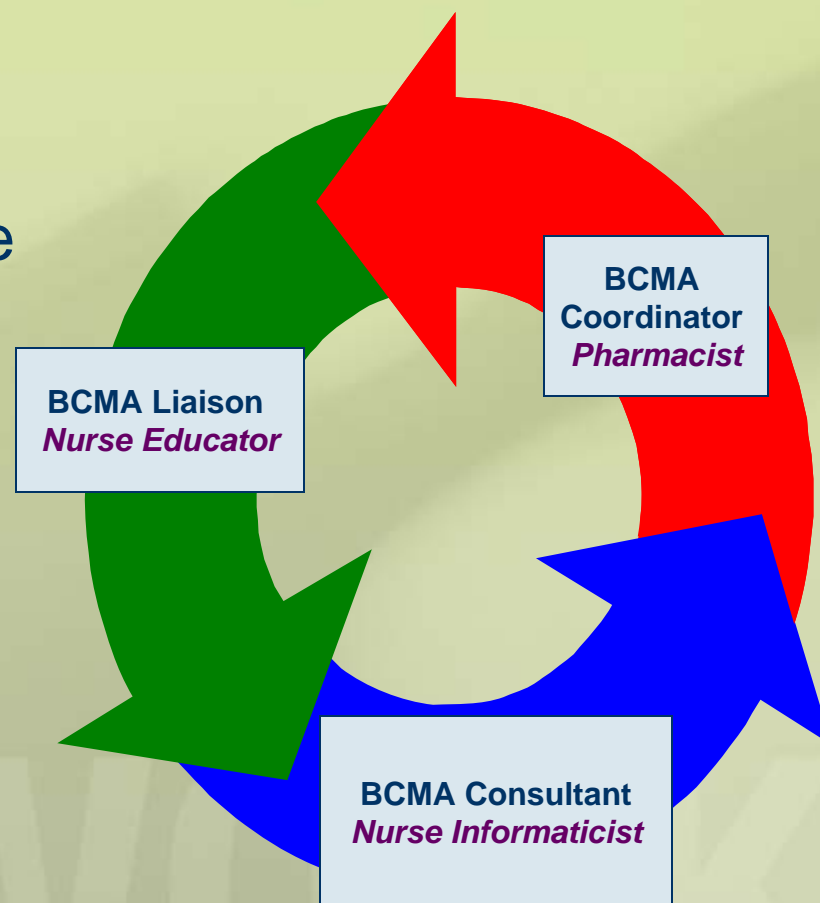 BCMA
Coordinator
Pharmacist
BCMA Liaison
Nurse Educator
BCMA Consultant
Nurse Informaticist